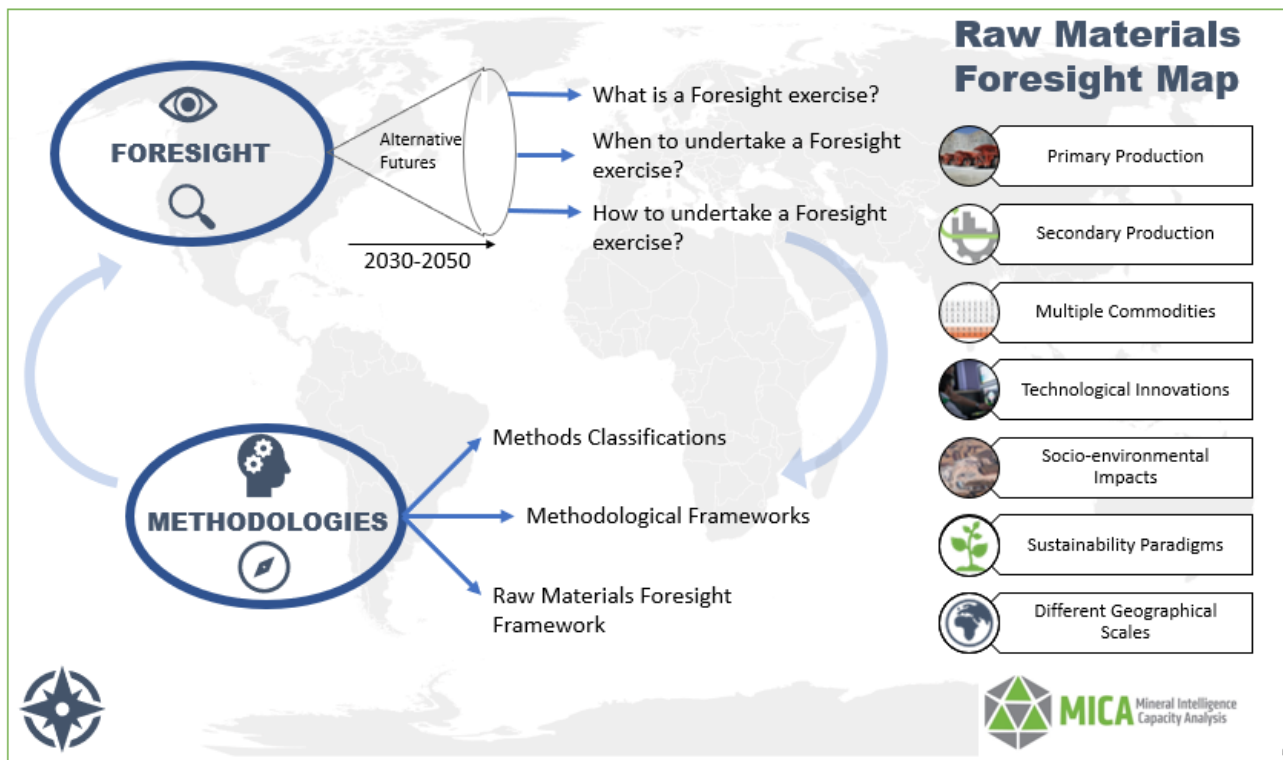 Raw Materials
Foresight Map
FORESIGHT
Alternative
Futures
2030-2050
What is a Foresight exercise?
When to undertake a Foresight
exercise?
How to undertake a Foresight
exercise?
METHODOLOGIES
Methods Classifications
Methodological Frameworks
Raw Materials Foresight
Framework
Primary Production
Secondary Production
Multiple Commodities
Technological Innovations
Socio-environmental
Impacts
Sustainability Paradigms
Different Geographical
Scales
MICA Mineral Intelligence
Capacity Analysis